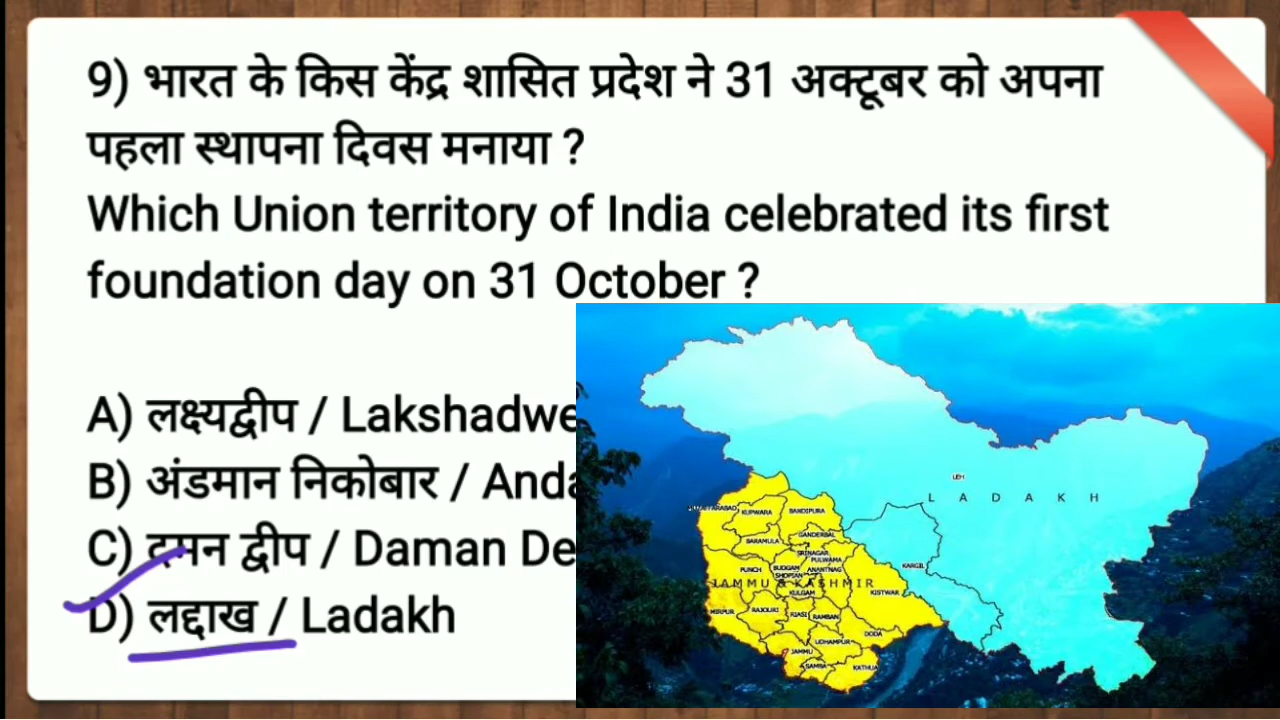 9) भारत के किस केंद्र शासित प्रदेश ने 31 अक्टूबर को अपना
पहला स्थापना दिवस मनाया ?
Which Union territory of India celebrated its first
foundation day on 31 October ?
A) लक्ष्यद्वीप / Lakshadwe
B) अंडमान निकोबार / Anda
C) दमन द्वीप / Daman De
D) लद्दाख / Ladakh
LEH
L A D A K H
KUPWARA
BANDIPURA
BARAMULA
GANDERBAL
SRINAGAR
PULWAMA
PUNCH
BUDGAM
ANANTNAG
SHOPIAN
KARGIL
JAMMU & KASHMIR
KULGAM
KISTWAR
MIRPUR
RAJOURI
RIASI
RAMBAN
DODA
UDHAMPUR
JAMMU
SAMBA
KATHUA